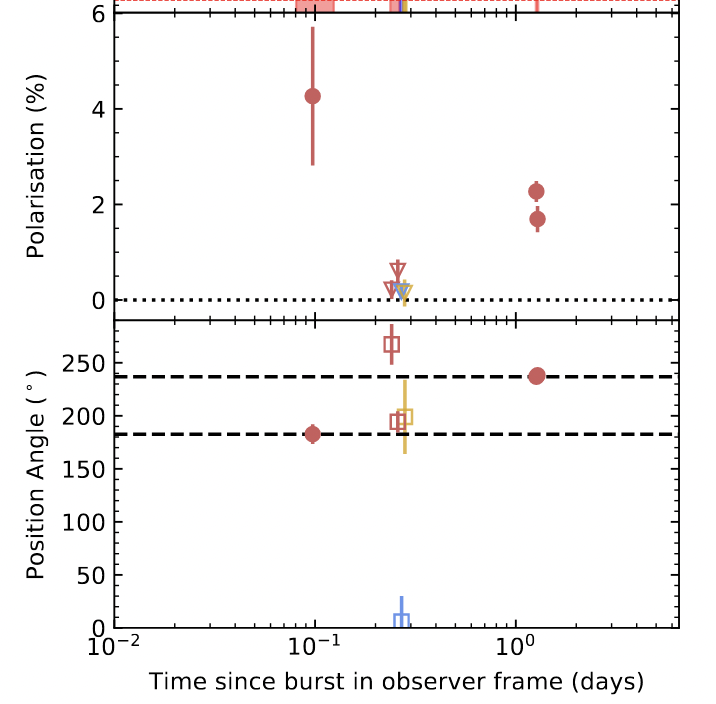 6
4
2
0
Polarisation (%)
250
200
150
100
50
0
Position Angle (°)
10⁻² 10⁻¹ 10⁰
Time since burst in observer frame (days)